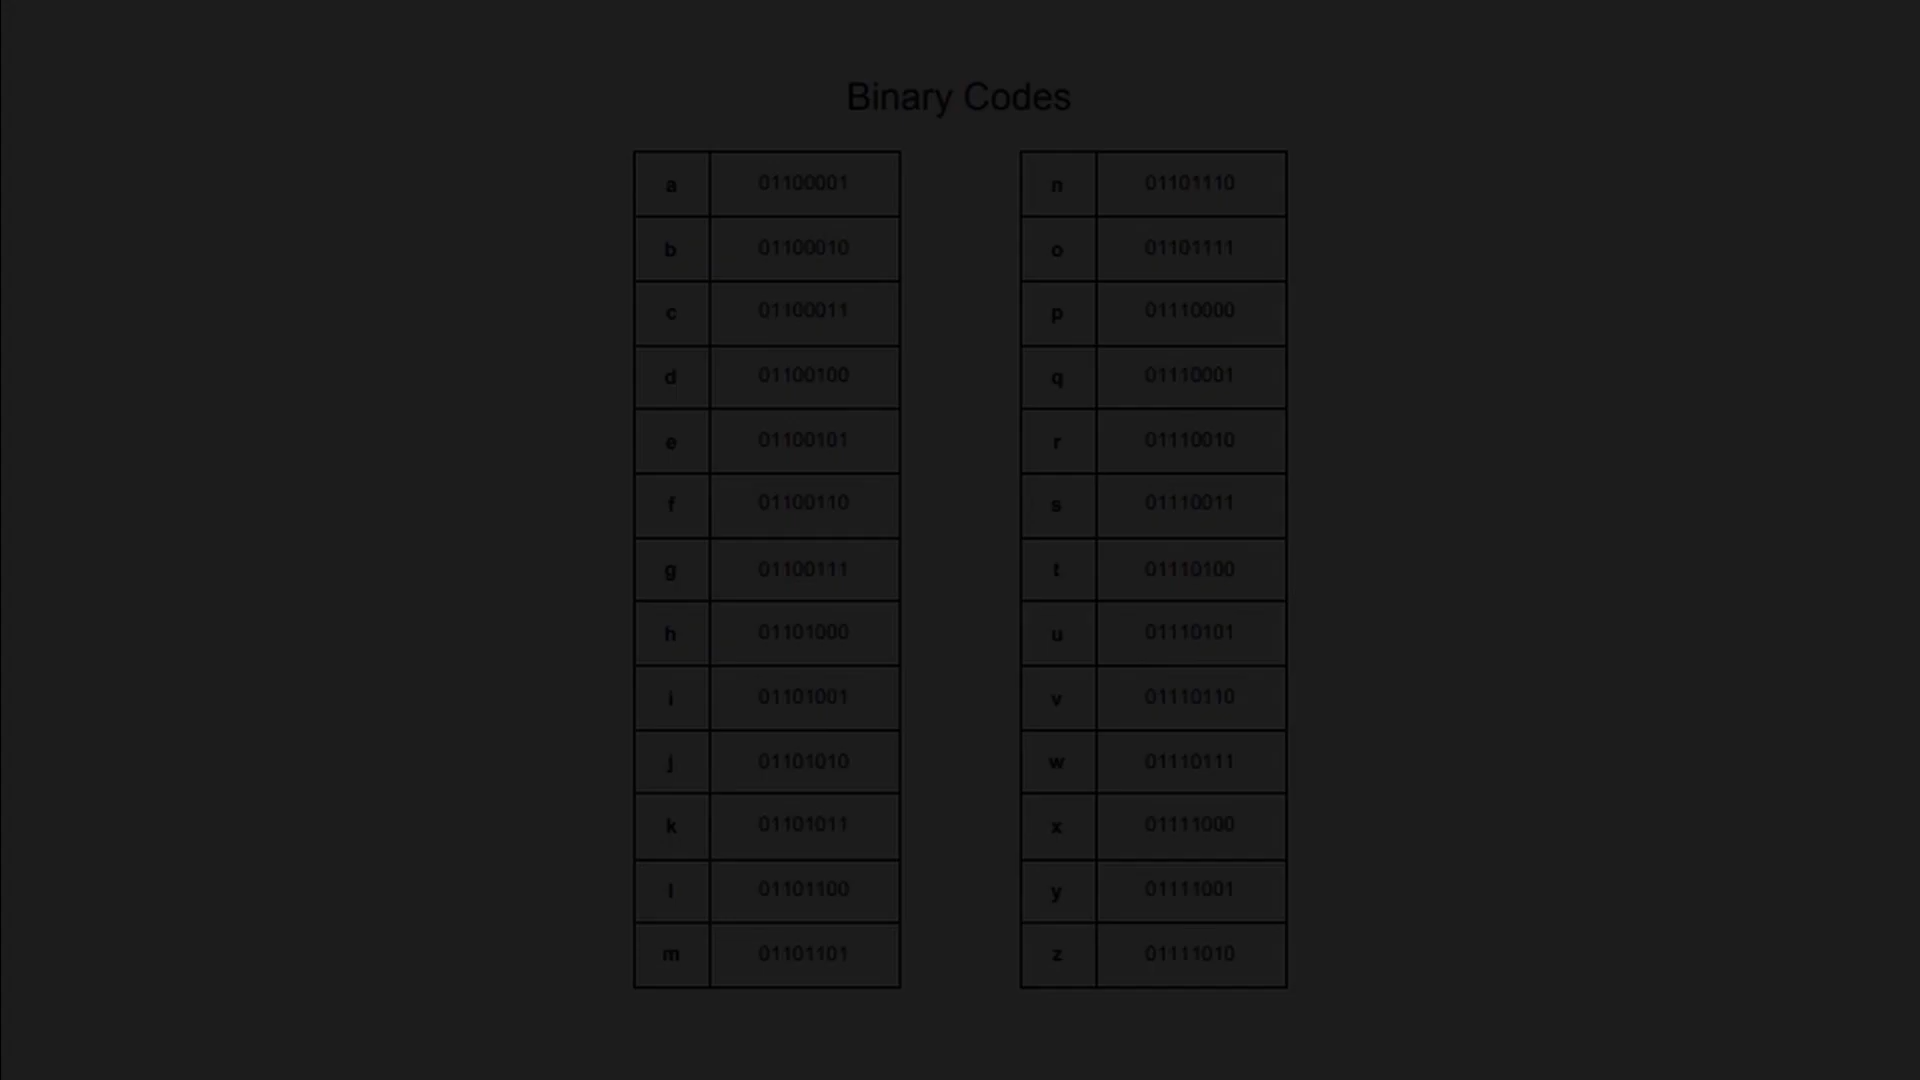 Binary Codes
a 01100001
b 01100010
c 01100011
d 01100100
e 01100101
f 01100110
g 01100111
h 01101000
i 01101001
j 01101010
k 01101011
l 01101100
m 01101101
n 01101110
o 01101111
p 01110000
q 01110001
r 01110010
s 01110011
t 01110100
u 01110101
v 01110110
w 01110111
x 01111000
y 01111001
z 01111010